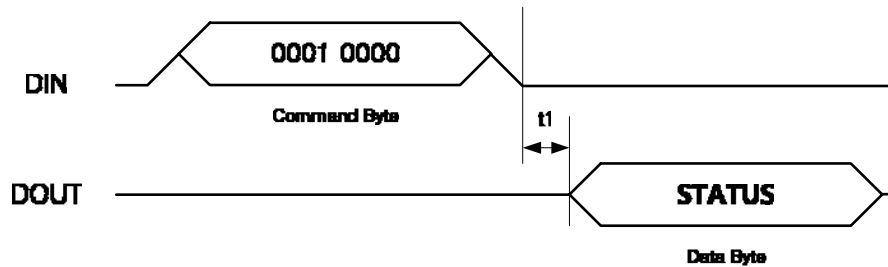 0001 0000
DIN
Command Byte
t1
DOUT
STATUS
Data Byte